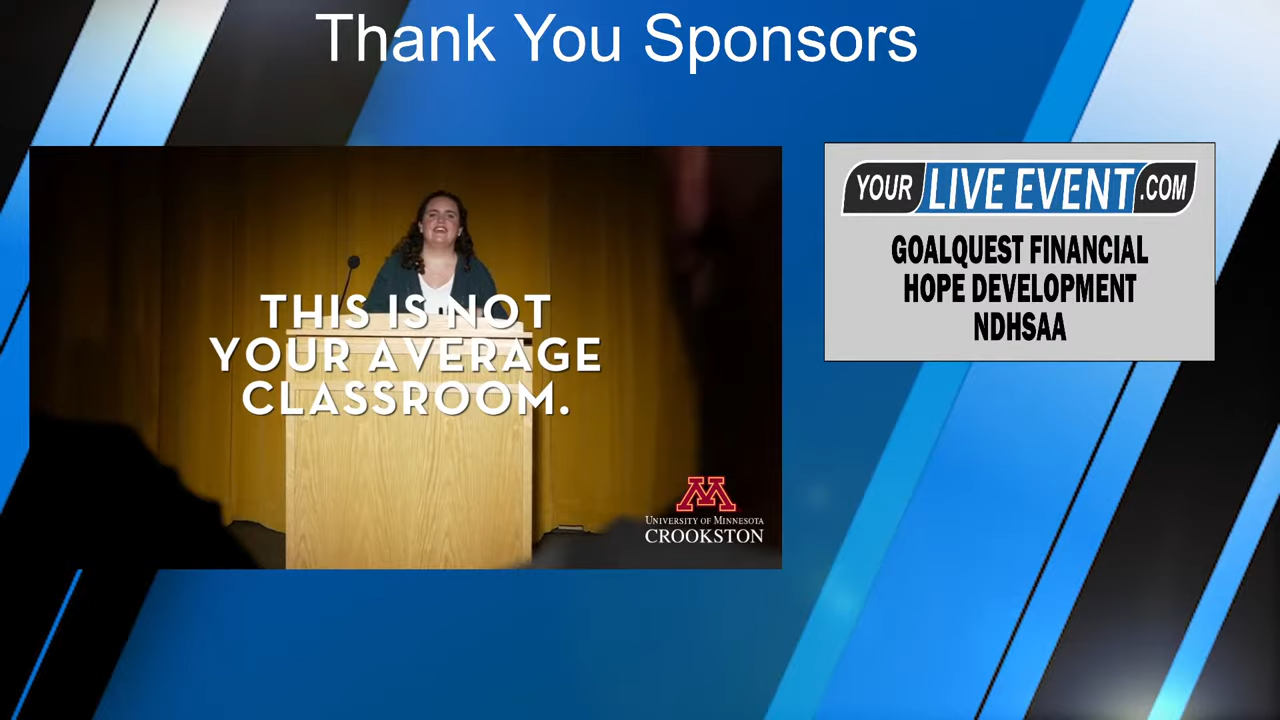 Thank You Sponsors
THIS IS NOT
YOUR AVERAGE
CLASSROOM.
M
UNIVERSITY OF MINNESOTA
CROOKSTON
YOUR LIVE EVENT .COM
GOALQUEST FINANCIAL
HOPE DEVELOPMENT
NDHSAA